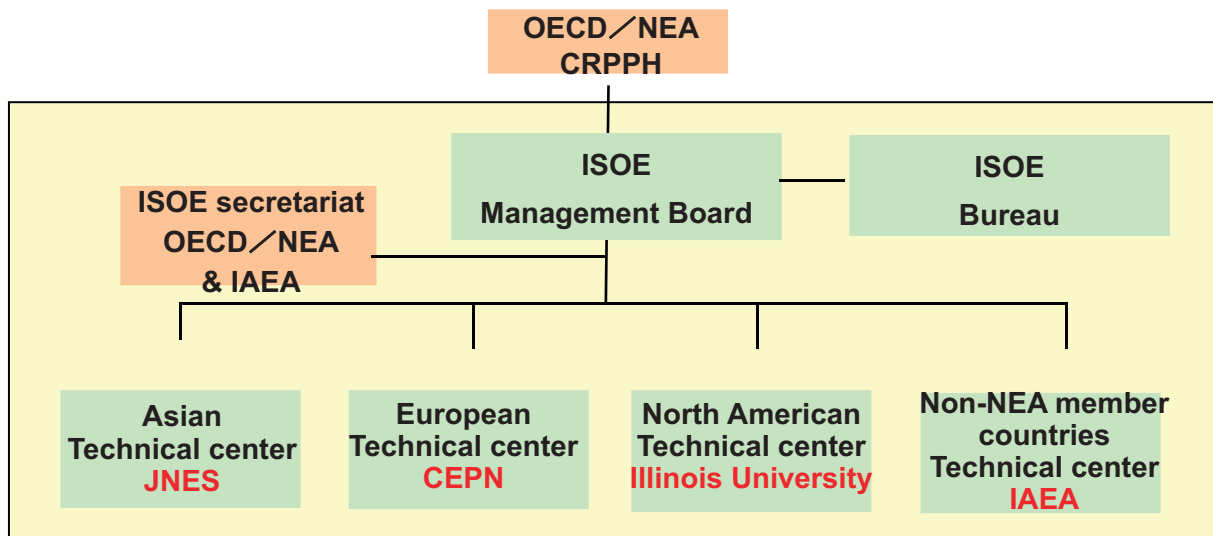 OECD／NEA
CRPPH
ISOE
Management Board
ISOE
Bureau
ISOE secretariat
OECD／NEA
& IAEA
Asian
Technical center
JNES
European
Technical center
CEPN
North American
Technical center
Illinois University
Non-NEA member
countries
Technical center
IAEA